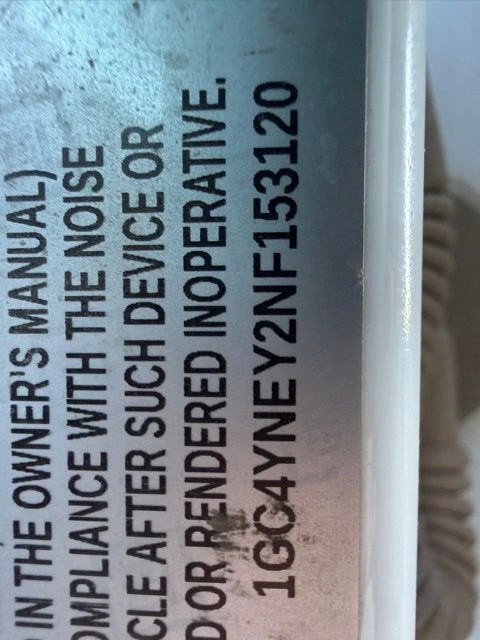 IN THE OWNER'S MANUAL)
OMPLIANCE WITH THE NOISE
CLE AFTER SUCH DEVICE OR
D OR RENDERED INOPERATIVE.
1GC4YNEY2NF153120